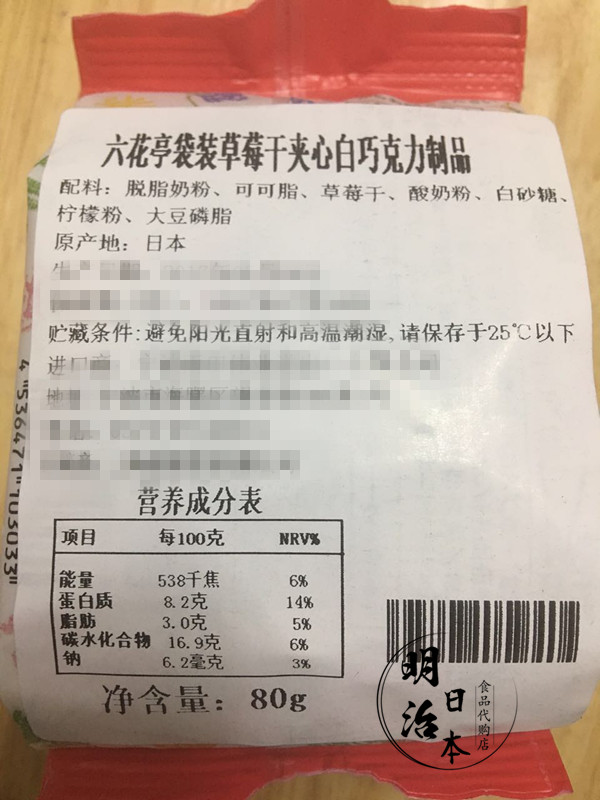 六花亭袋装草莓干夹心白巧克力制品
配料：脱脂奶粉、可可脂、草莓干、酸奶粉、白砂糖、
柠檬粉、大豆磷脂
原产地：日本
贮藏条件:避免阳光直射和高温潮湿,请保存于25℃以下
进口商
营养成分表
项目 每100克 NRV%
能量 538千焦 6%
蛋白质 8.2克 14%
脂肪 3.0克 5%
碳水化合物 16.9克 6%
钠 6.2毫克 3%
净含量：80g
4"536471"103033"
明治
日本
食品代购店